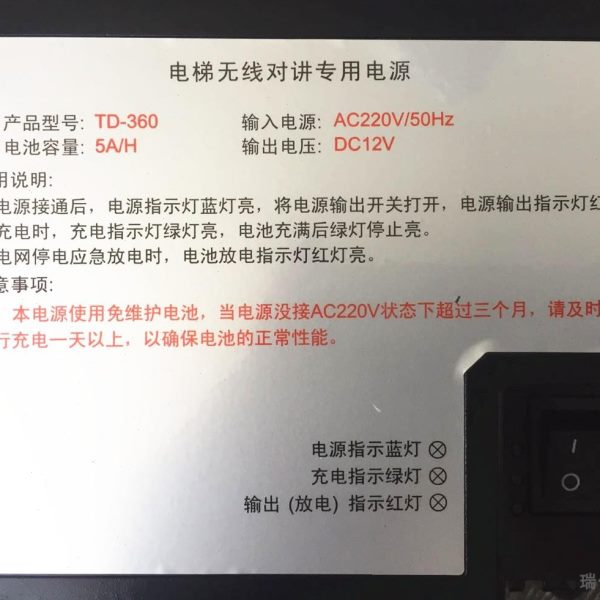 电梯无线对讲专用电源
产品型号: TD-360 输入电源: AC220V/50Hz
电池容量: 5A/H 输出电压: DC12V
用说明:
电源接通后，电源指示灯蓝灯亮，将电源输出开关打开，电源输出指示灯红
充电时，充电指示灯绿灯亮，电池充满后绿灯停止亮。
电网停电应急放电时，电池放电指示灯红灯亮。
意事项:
本电源使用免维护电池，当电源没接AC220V状态下超过三个月，请及时
行充电一天以上，以确保电池的正常性能。
电源指示蓝灯
充电指示绿灯
输出 (放电) 指示红灯
瑞